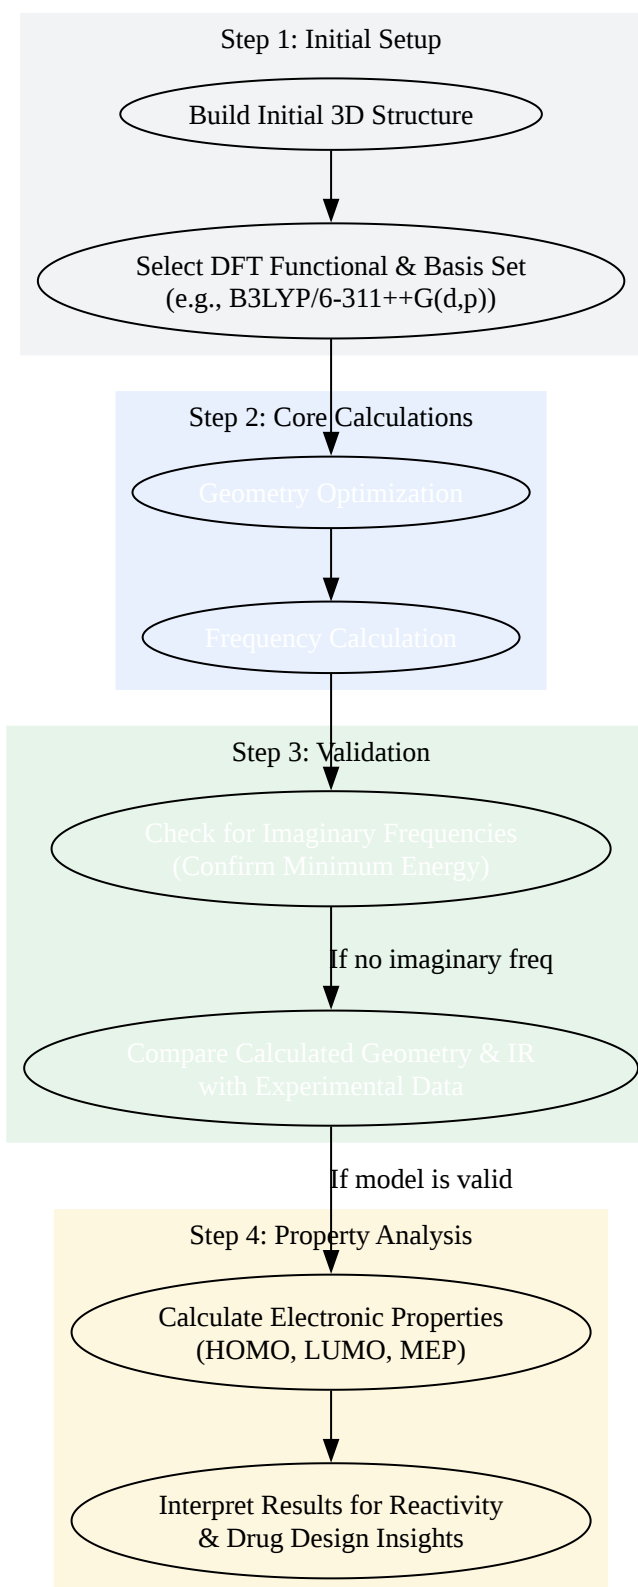 Step 1: Initial Setup
Build Initial 3D Structure
Select DFT Functional & Basis Set
(e.g., B3LYP/6-311++G(d,p))
Step 2: Core Calculations
Geometry Optimization
Frequency Calculation
Step 3: Validation
Check for Imaginary Frequencies
(Confirm Minimum Energy)
If no imaginary freq
Compare Calculated Geometry & IR
with Experimental Data
If model is valid
Step 4: Property Analysis
Calculate Electronic Properties
(HOMO, LUMO, MEP)
Interpret Results for Reactivity
& Drug Design Insights